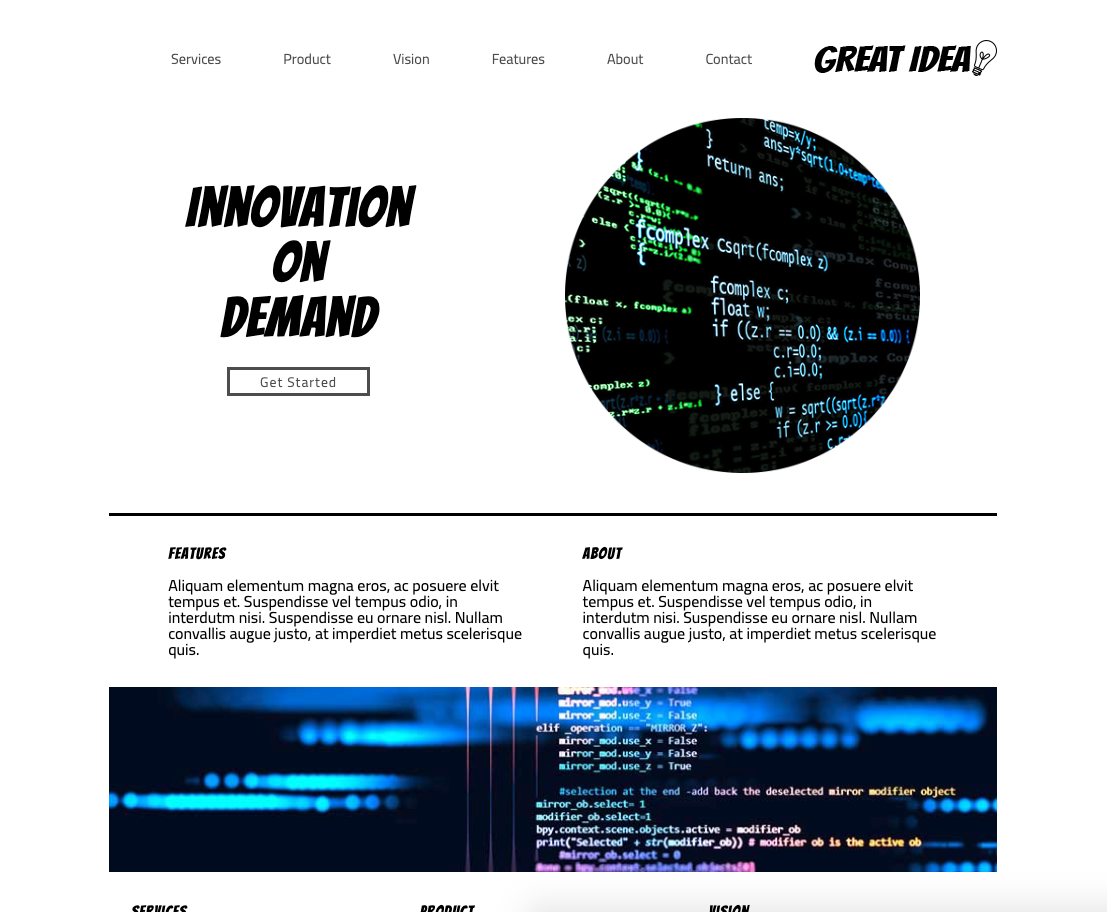 Services Product Vision Features About Contact GREAT IDEA
INNOVATION
ON
DEMAND
Get Started
temp=x/y;
}
return ans;
fcomplex Csqrt(fcomplex z)
{
fcomplex c;
float w;
if ((z.r == 0.0) && (z.i == 0.0)) {
c.r=0.0;
c.i=0.0;
} else {
if (z.r >= 0.0){
FEATURES
Aliquam elementum magna eros, ac posuere elvit
tempus et. Suspendisse vel tempus odio, in
interdutm nisi. Suspendisse eu ornare nisl. Nullam
convallis augue justo, at imperdiet metus scelerisque
quis.
ABOUT
Aliquam elementum magna eros, ac posuere elvit
tempus et. Suspendisse vel tempus odio, in
interdutm nisi. Suspendisse eu ornare nisl. Nullam
convallis augue justo, at imperdiet metus scelerisque
quis.
mirror_mod.use_x = False
mirror_mod.use_y = True
mirror_mod.use_z = False
elif _operation == "MIRROR_Z":
mirror_mod.use_x = False
mirror_mod.use_y = False
mirror_mod.use_z = True
#selection at the end -add back the deselected mirror modifier object
mirror_ob.select= 1
modifier_ob.select=1
bpy.context.scene.objects.active = modifier_ob
print("Selected" + str(modifier_ob)) # modifier ob is the active ob
#mirror_ob.select = 0
SERVICES PRODUCT VISION